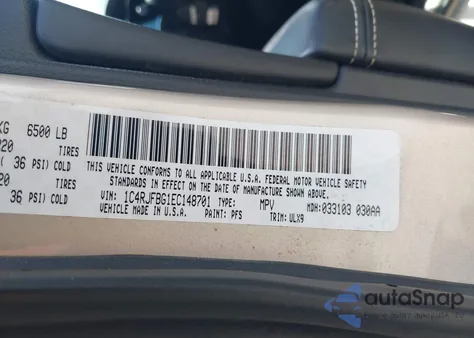 KG 6500 LB
020 TIRES
( 36 PSI) COLD
20 TIRES
36 PSI) COLD
THIS VEHICLE CONFORMS TO ALL APPLICABLE U.S.A. FEDERAL MOTOR VEHICLE SAFETY
STANDARDS IN EFFECT ON THE DATE OF MANUFACTURE SHOWN ABOVE.
VIN: 1C4RJFBG1EC148701 TYPE: MPV MDH:033103 030AA
VEHICLE MADE IN U.S.A. PAINT: PFS TRIM: ULX9
autoSnap